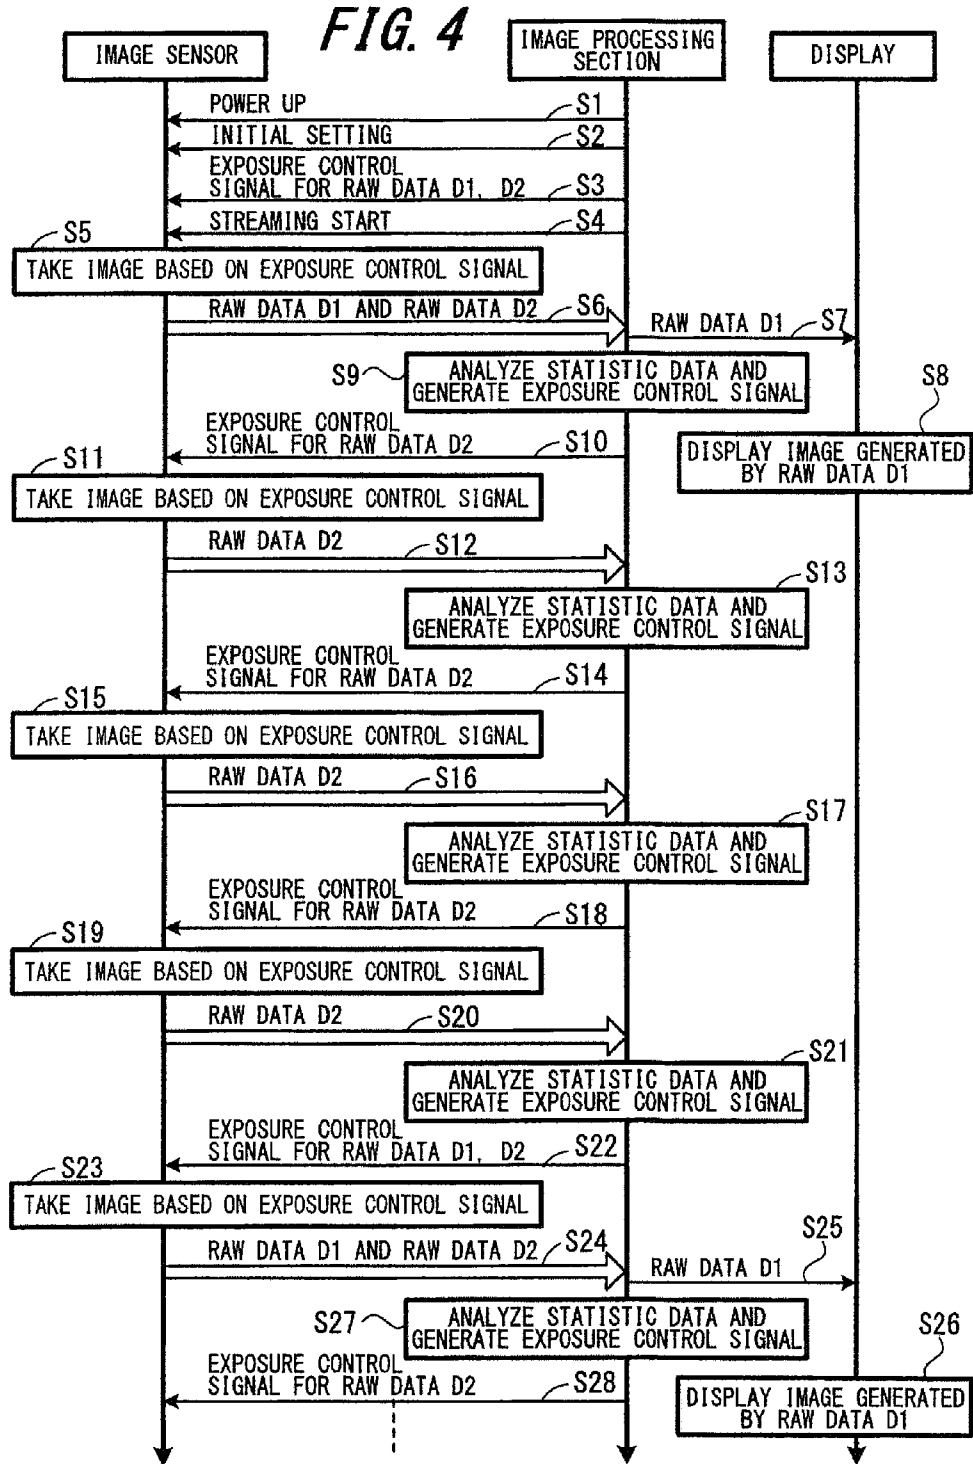 FIG. 4
IMAGE SENSOR
IMAGE PROCESSING
SECTION
DISPLAY
POWER UP
S1
INITIAL SETTING
S2
EXPOSURE CONTROL
SIGNAL FOR RAW DATA D1, D2
S3
STREAMING START
S4
S5
TAKE IMAGE BASED ON EXPOSURE CONTROL SIGNAL
RAW DATA D1 AND RAW DATA D2
S6
RAW DATA D1
S7
S9
ANALYZE STATISTIC DATA AND
GENERATE EXPOSURE CONTROL SIGNAL
S8
DISPLAY IMAGE GENERATED
BY RAW DATA D1
EXPOSURE CONTROL
SIGNAL FOR RAW DATA D2
S10
S11
TAKE IMAGE BASED ON EXPOSURE CONTROL SIGNAL
RAW DATA D2
S12
S13
ANALYZE STATISTIC DATA AND
GENERATE EXPOSURE CONTROL SIGNAL
EXPOSURE CONTROL
SIGNAL FOR RAW DATA D2
S14
S15
TAKE IMAGE BASED ON EXPOSURE CONTROL SIGNAL
RAW DATA D2
S16
S17
ANALYZE STATISTIC DATA AND
GENERATE EXPOSURE CONTROL SIGNAL
EXPOSURE CONTROL
SIGNAL FOR RAW DATA D2
S18
S19
TAKE IMAGE BASED ON EXPOSURE CONTROL SIGNAL
RAW DATA D2
S20
S21
ANALYZE STATISTIC DATA AND
GENERATE EXPOSURE CONTROL SIGNAL
EXPOSURE CONTROL
SIGNAL FOR RAW DATA D1, D2
S22
S23
TAKE IMAGE BASED ON EXPOSURE CONTROL SIGNAL
RAW DATA D1 AND RAW DATA D2
S24
RAW DATA D1
S25
S27
ANALYZE STATISTIC DATA AND
GENERATE EXPOSURE CONTROL SIGNAL
S26
DISPLAY IMAGE GENERATED
BY RAW DATA D1
EXPOSURE CONTROL
SIGNAL FOR RAW DATA D2
S28